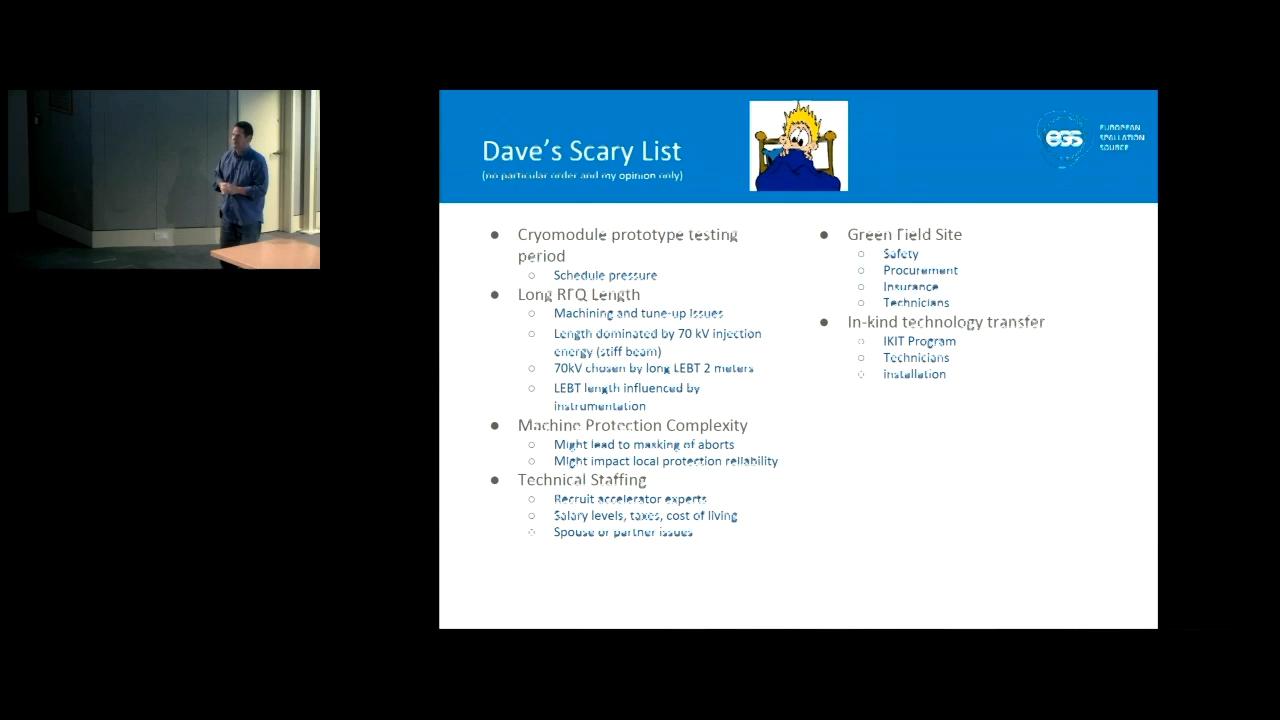 Dave's Scary List
(no particular order and my opinion only)
ess
EUROPEAN
SPALLATION
SOURCE
● Cryomodule prototype testing
period
○ Schedule pressure
● Long RFQ Length
○ Machining and tune-up issues
○ Length dominated by 70 kV injection
energy (stiff beam)
○ 70kV chosen by long LEBT 2 meters
○ LEBT length influenced by
instrumentation
● Machine Protection Complexity
○ Might lead to masking of aborts
○ Might impact local protection reliability
● Technical Staffing
○ Recruit accelerator experts
○ Salary levels, taxes, cost of living
○ Spouse or partner issues
● Green Field Site
○ Safety
○ Procurement
○ Insurance
○ Technicians
● In-kind technology transfer
○ IKIT Program
○ Technicians
○ installation